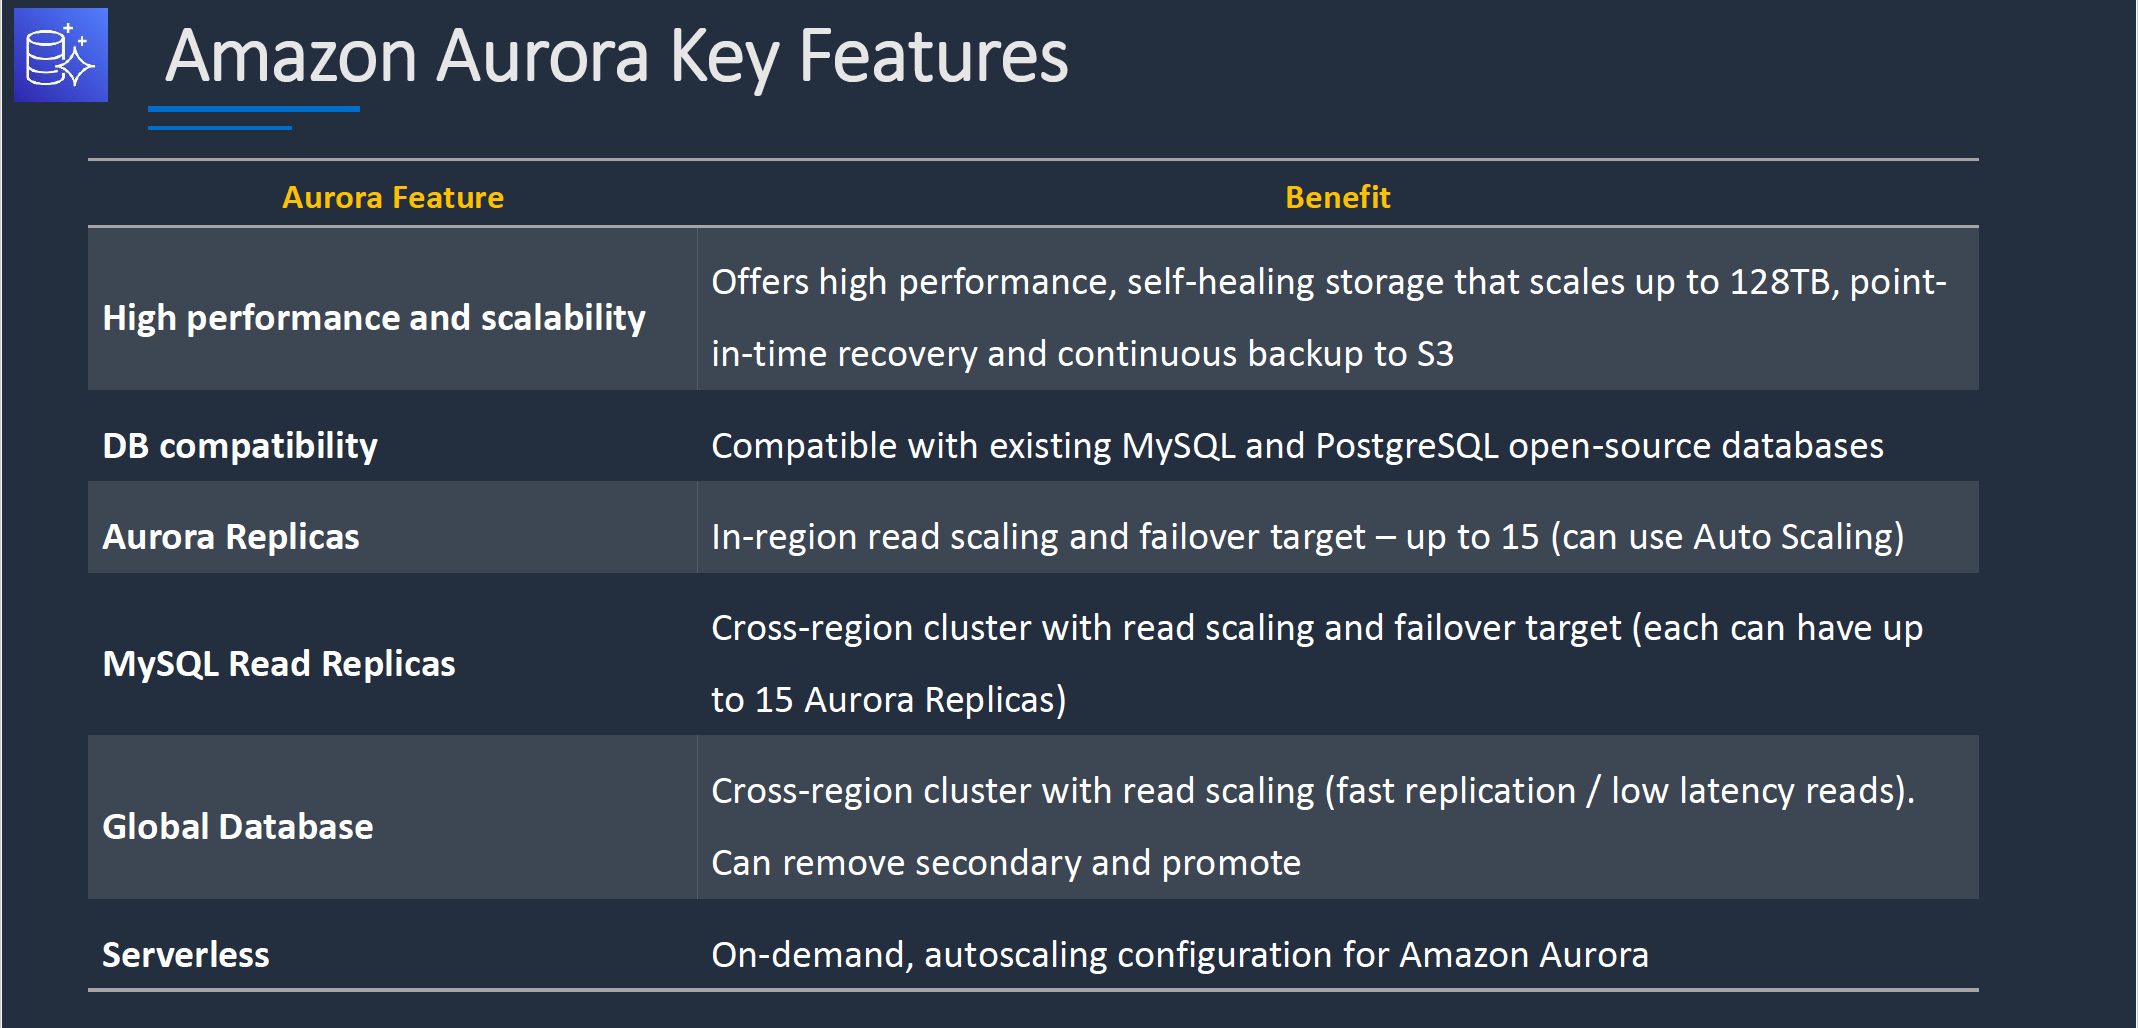 Amazon Aurora Key Features
Aurora Feature
Benefit
High performance and scalability
Offers high performance, self-healing storage that scales up to 128TB, point-
in-time recovery and continuous backup to S3
DB compatibility
Compatible with existing MySQL and PostgreSQL open-source databases
Aurora Replicas
In-region read scaling and failover target – up to 15 (can use Auto Scaling)
MySQL Read Replicas
Cross-region cluster with read scaling and failover target (each can have up
to 15 Aurora Replicas)
Global Database
Cross-region cluster with read scaling (fast replication / low latency reads).
Can remove secondary and promote
Serverless
On-demand, autoscaling configuration for Amazon Aurora